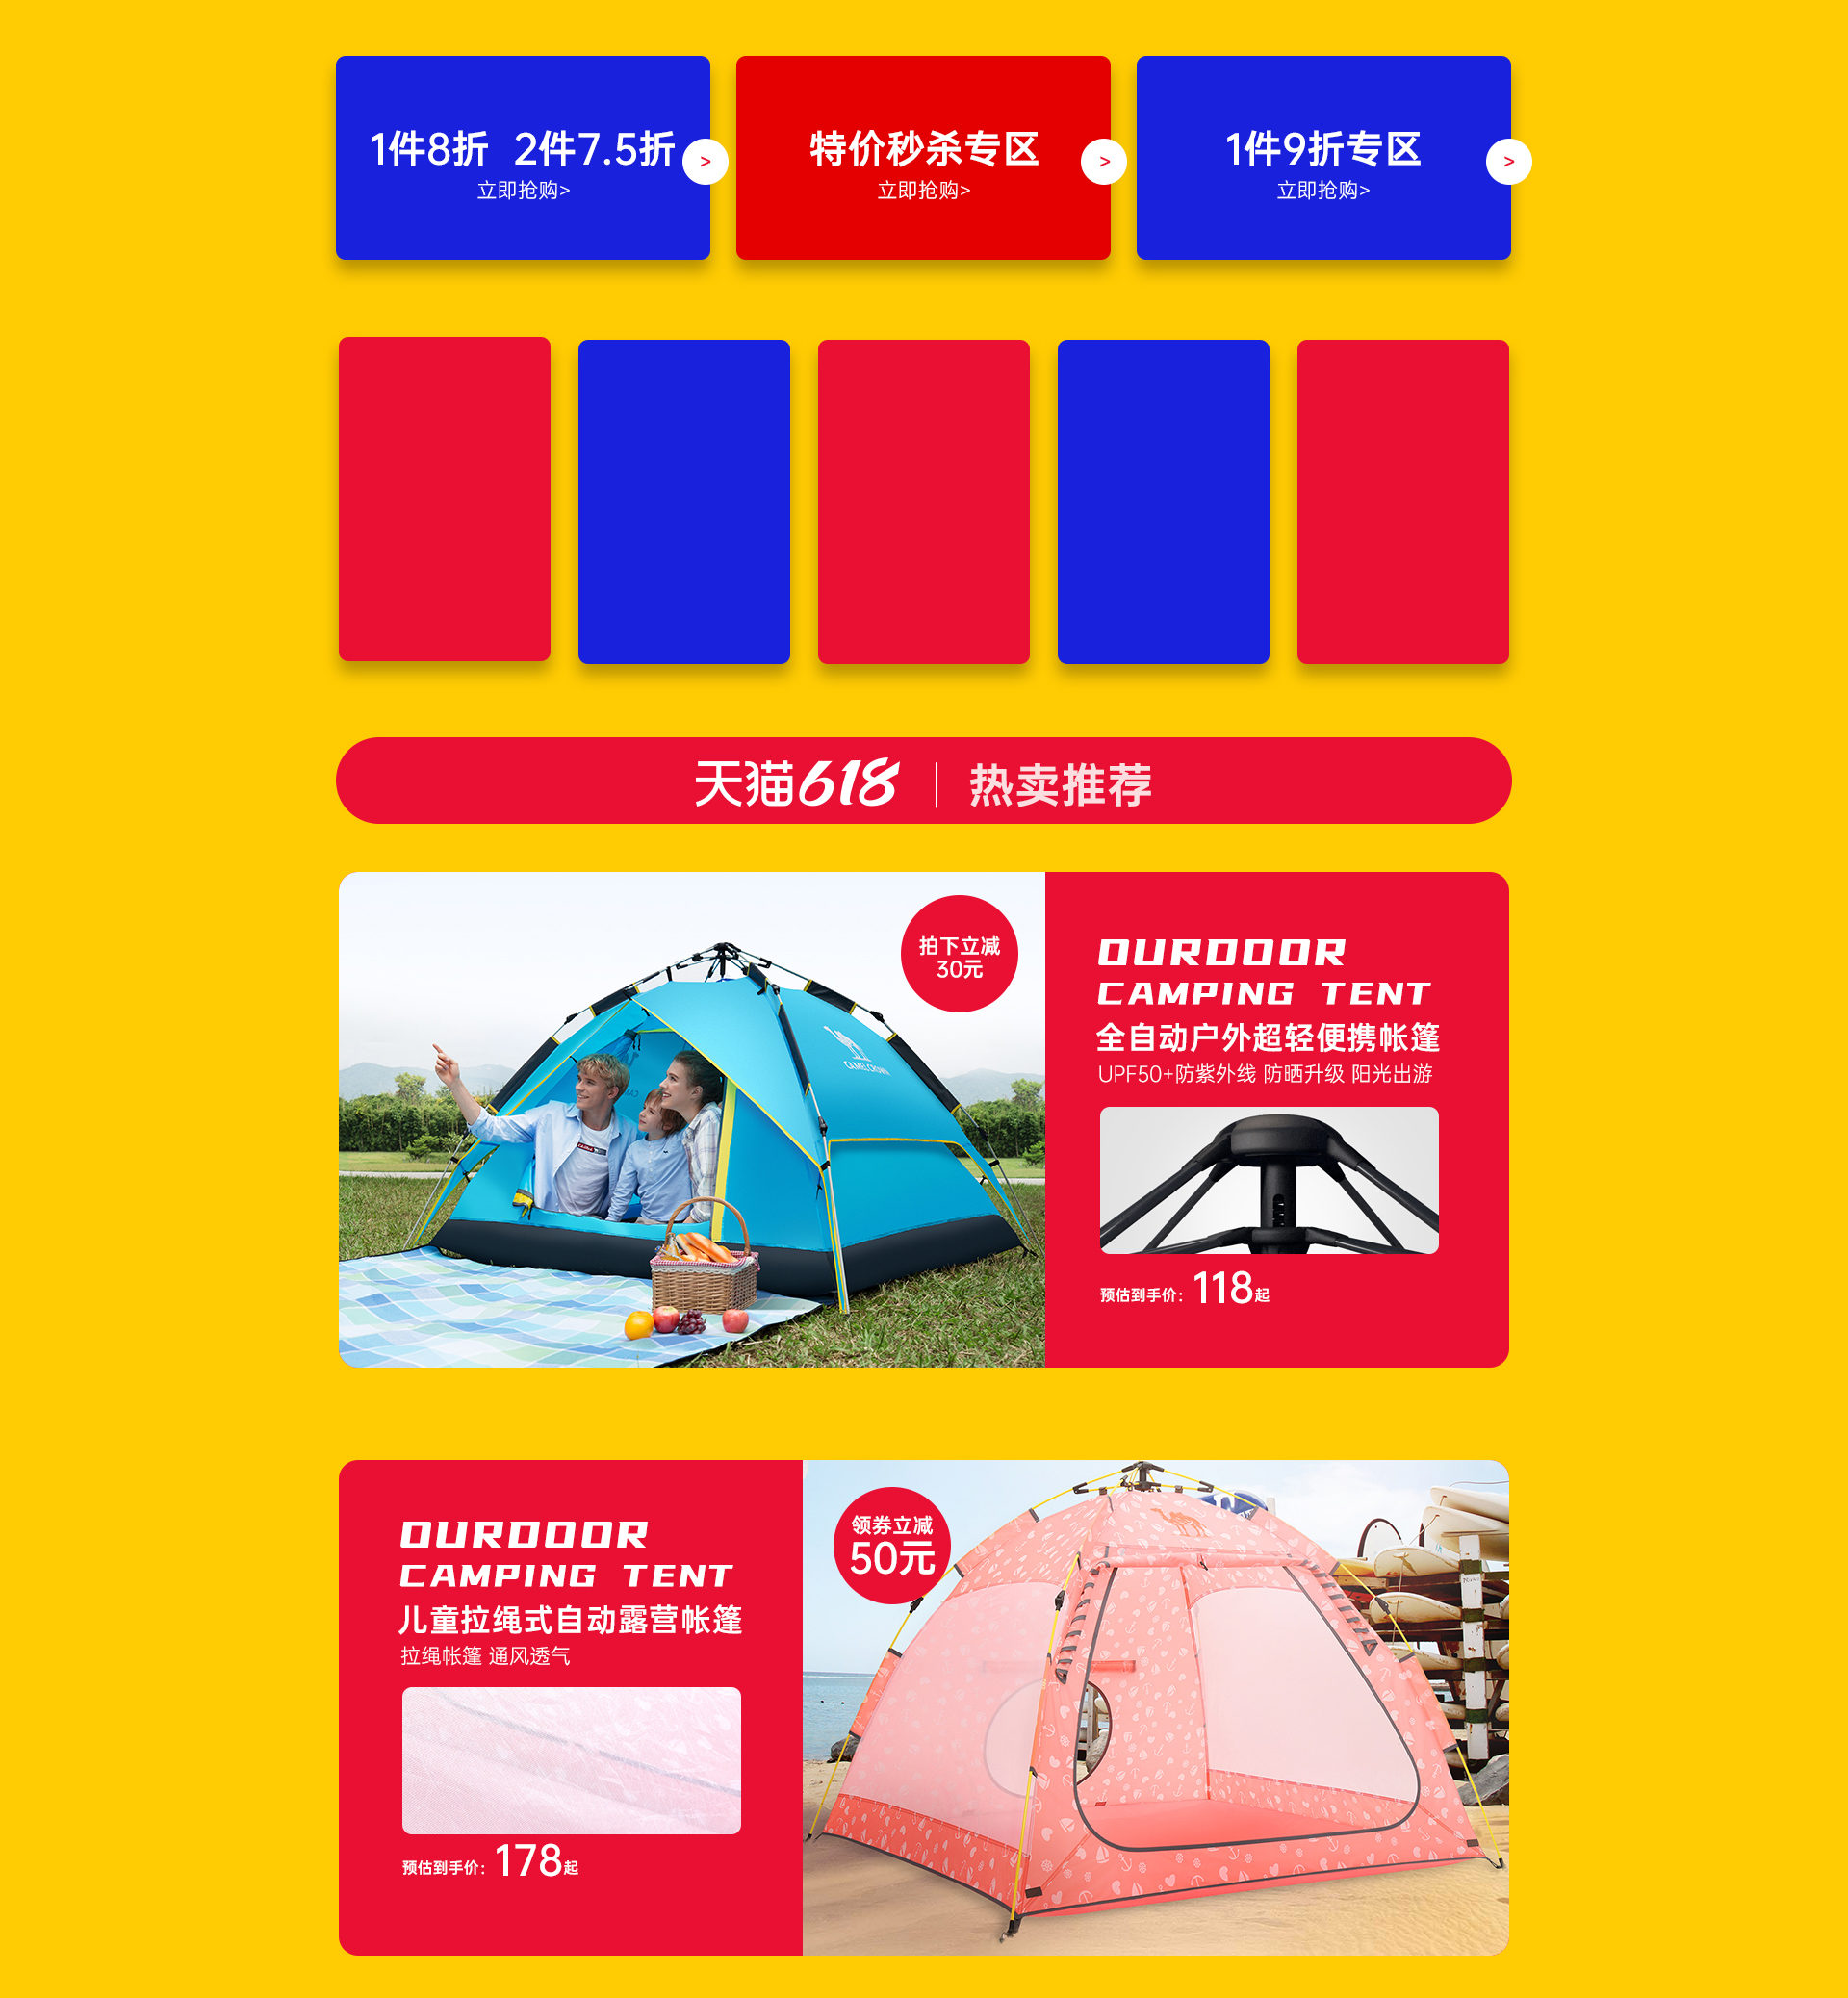 1件8折 2件7.5折
立即抢购>
>
特价秒杀专区
立即抢购>
>
1件9折专区
立即抢购>
>
天猫618 | 热卖推荐
拍下立减
30元
CAMEL CROWN
OURDOOR
CAMPING TENT
全自动户外超轻便携帐篷
UPF50+防紫外线 防晒升级 阳光出游
预估到手价：118起
OURDOOR
CAMPING TENT
儿童拉绳式自动露营帐篷
拉绳帐篷 通风透气
预估到手价：178起
领券立减
50元